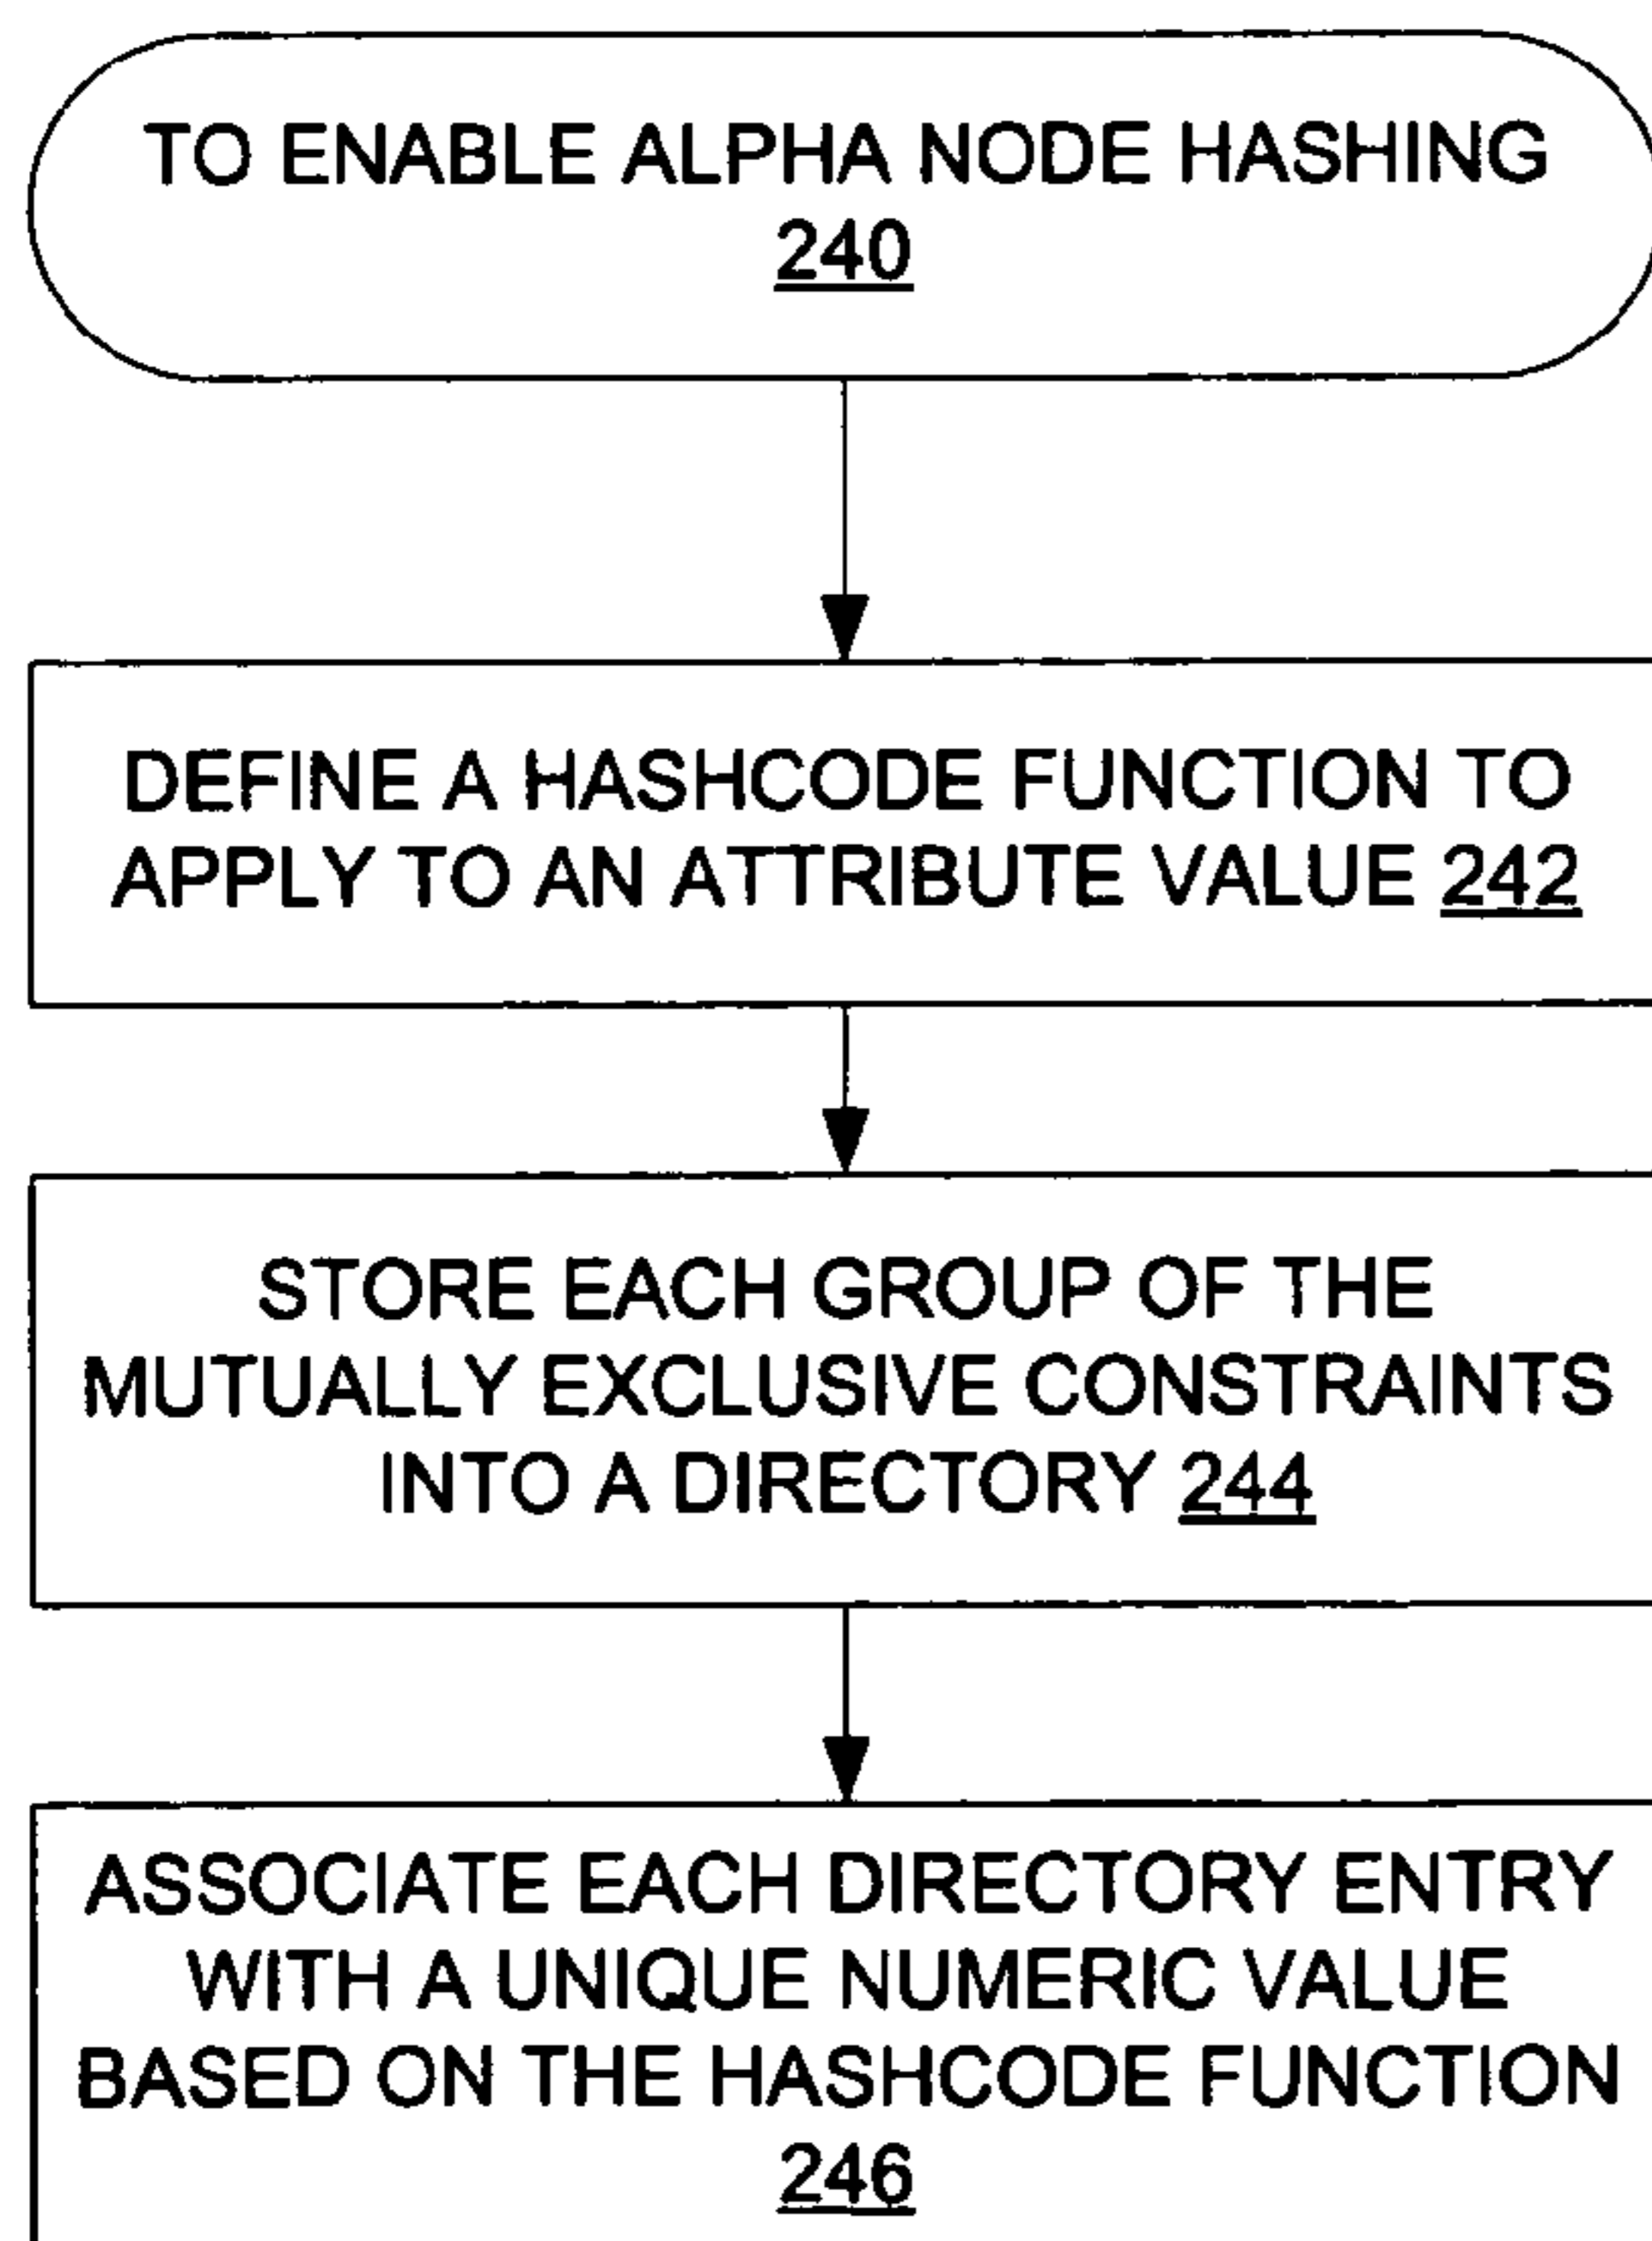 TO ENABLE ALPHA NODE HASHING
240
DEFINE A HASHCODE FUNCTION TO
APPLY TO AN ATTRIBUTE VALUE 242
STORE EACH GROUP OF THE
MUTUALLY EXCLUSIVE CONSTRAINTS
INTO A DIRECTORY 244
ASSOCIATE EACH DIRECTORY ENTRY
WITH A UNIQUE NUMERIC VALUE
BASED ON THE HASHCODE FUNCTION
246